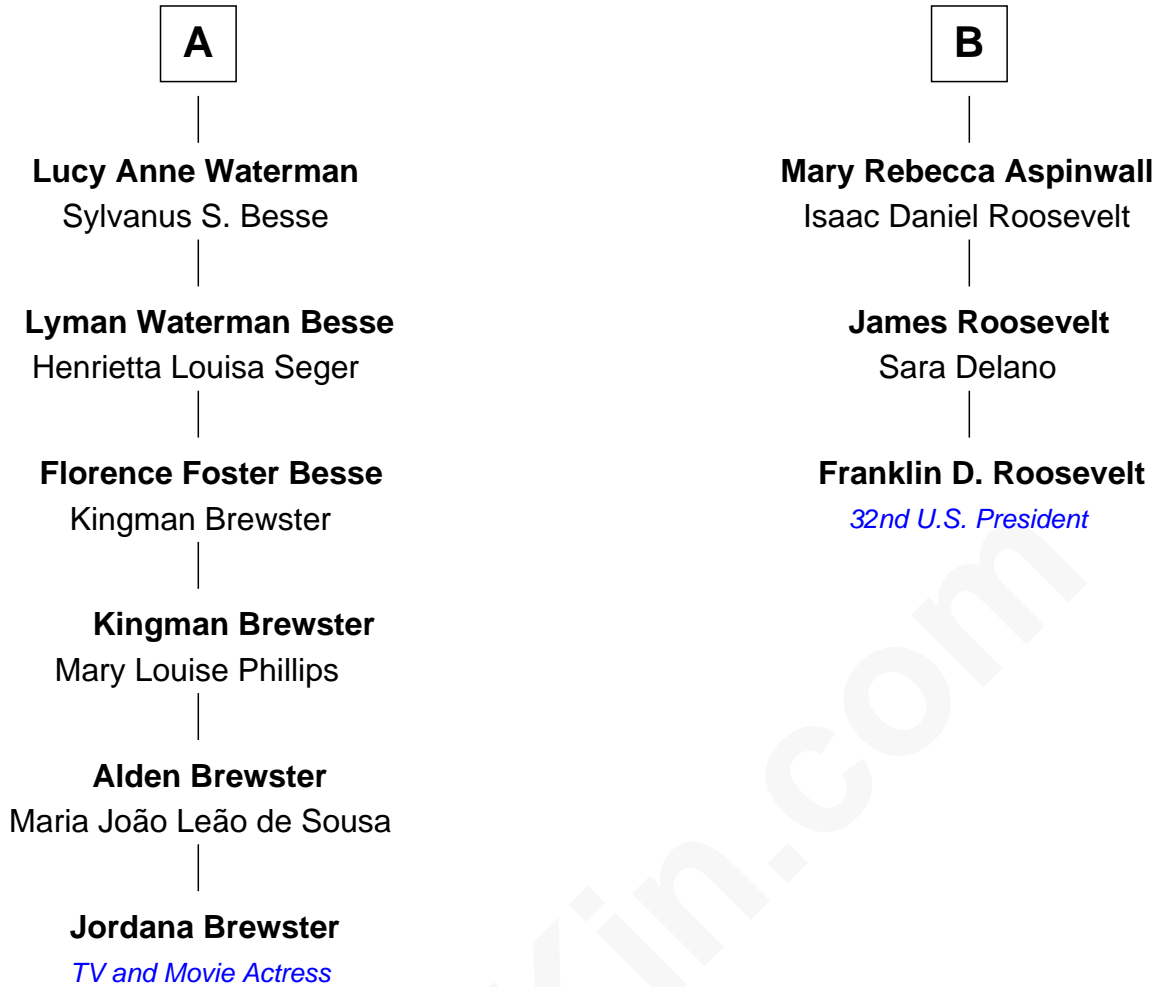 A
Lucy Anne Waterman
Sylvanus S. Besse
Lyman Waterman Besse
Henrietta Louisa Seger
Florence Foster Besse
Kingman Brewster
Kingman Brewster
Mary Louise Phillips
Alden Brewster
Maria João Leão de Sousa
Jordana Brewster
TV and Movie Actress
B
Mary Rebecca Aspinwall
Isaac Daniel Roosevelt
James Roosevelt
Sara Delano
Franklin D. Roosevelt
32nd U.S. President
Kin.com